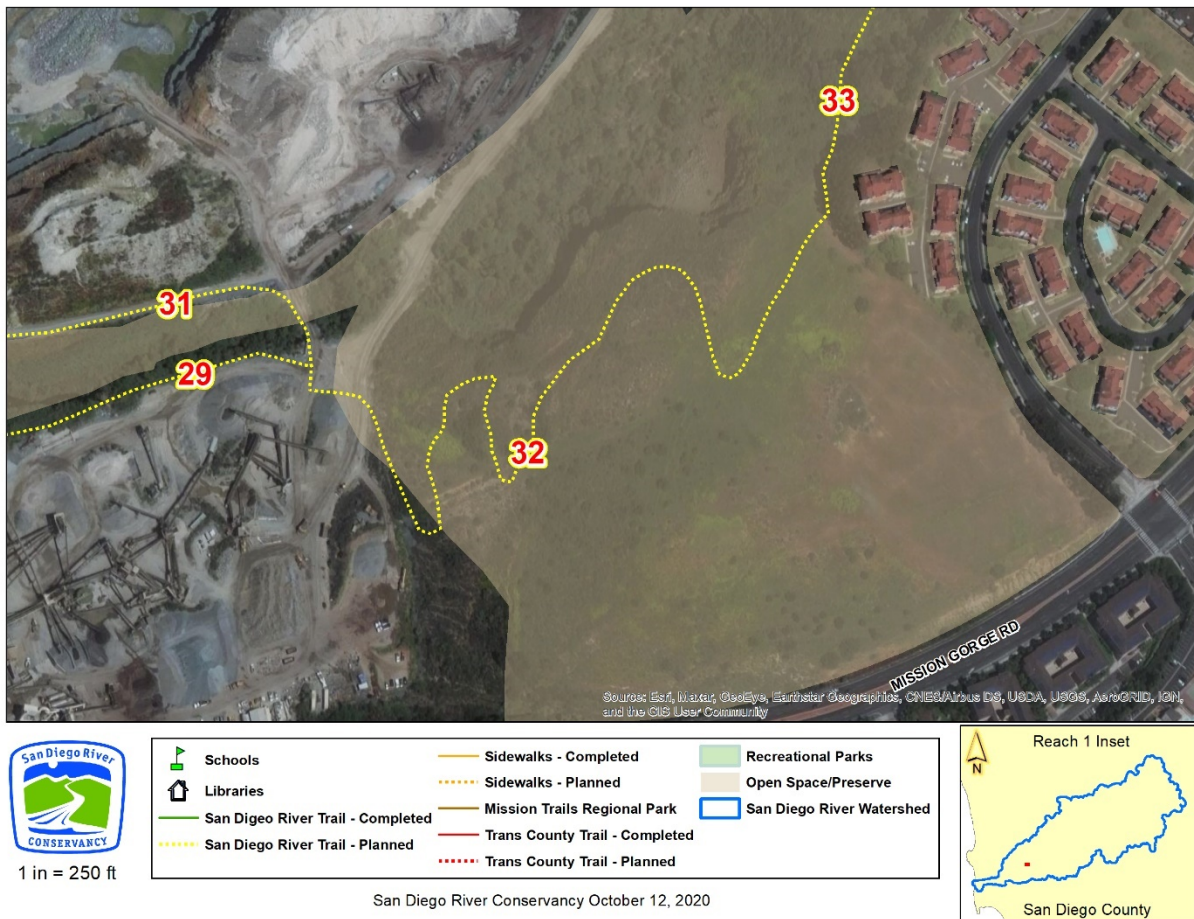 33
31
29
32
MISSION GORGE RD
Source: Esri, Maxar, GeoEye, Earthstar Geographics, CNES/Airbus DS, USDA, USGS, AeroGRID, IGN,
and the GIS User Community
San Diego River
CONSERVANCY
1 in = 250 ft
Schools
Libraries
San Digeo River Trail - Completed
San Diego River Trail - Planned
Sidewalks - Completed
Sidewalks - Planned
Mission Trails Regional Park
Trans County Trail - Completed
Trans County Trail - Planned
Recreational Parks
Open Space/Preserve
San Diego River Watershed
Reach 1 Inset
N
San Diego County
San Diego River Conservancy October 12, 2020